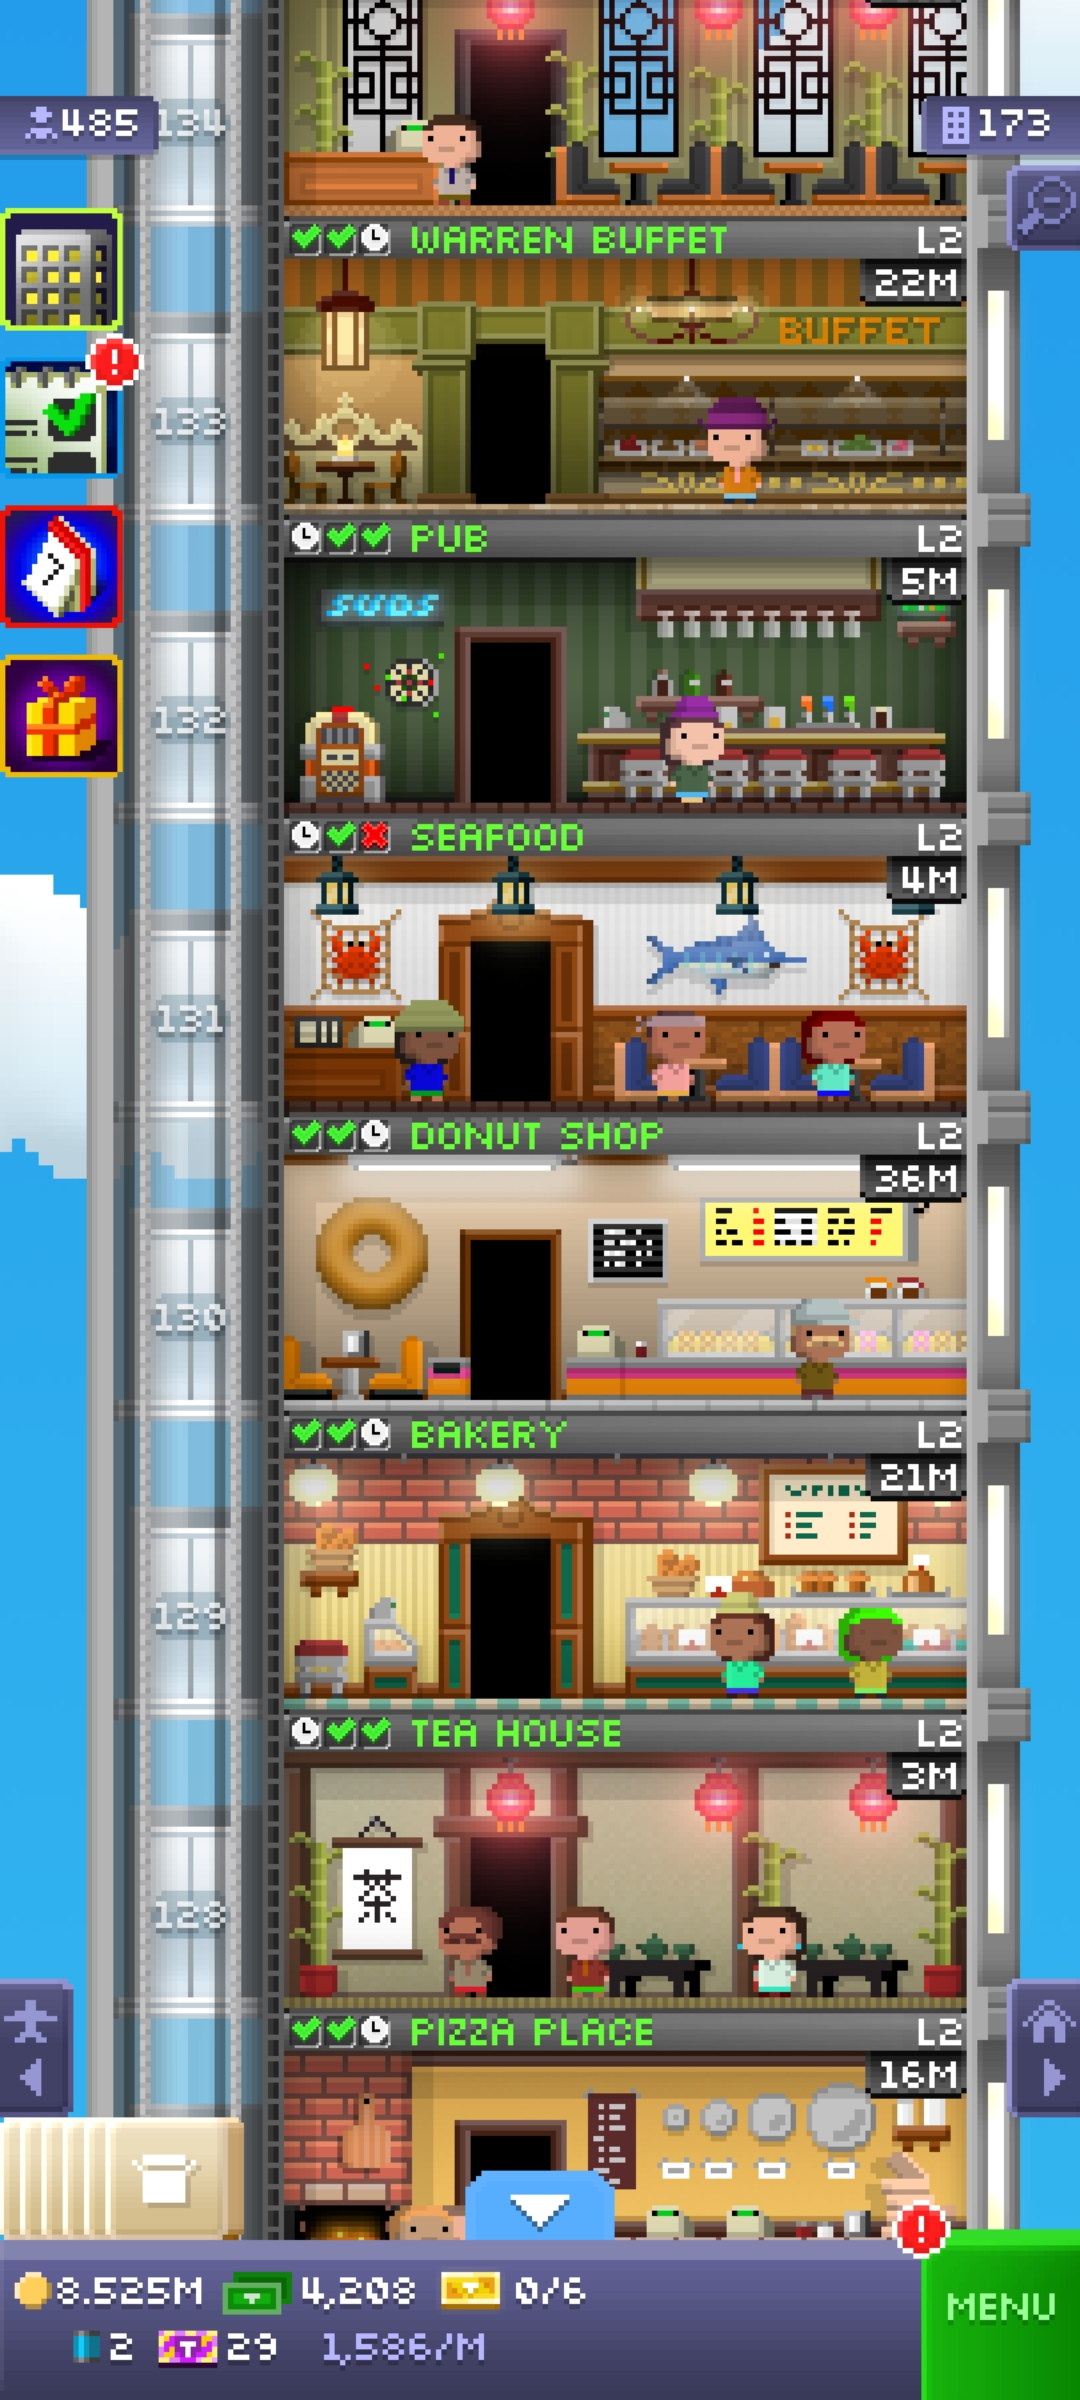 485
134
173
WARREN BUFFET L2
22M
BUFFET
133
PUB L2
5M
SUDS
132
SEAFOOD L2
4M
131
DONUT SHOP L2
36M
130
BAKERY L2
21M
129
TEA HOUSE L2
3M
茶
128
PIZZA PLACE L2
16M
8.525M 4,208 0/6
MENU
2 29 1,586/M